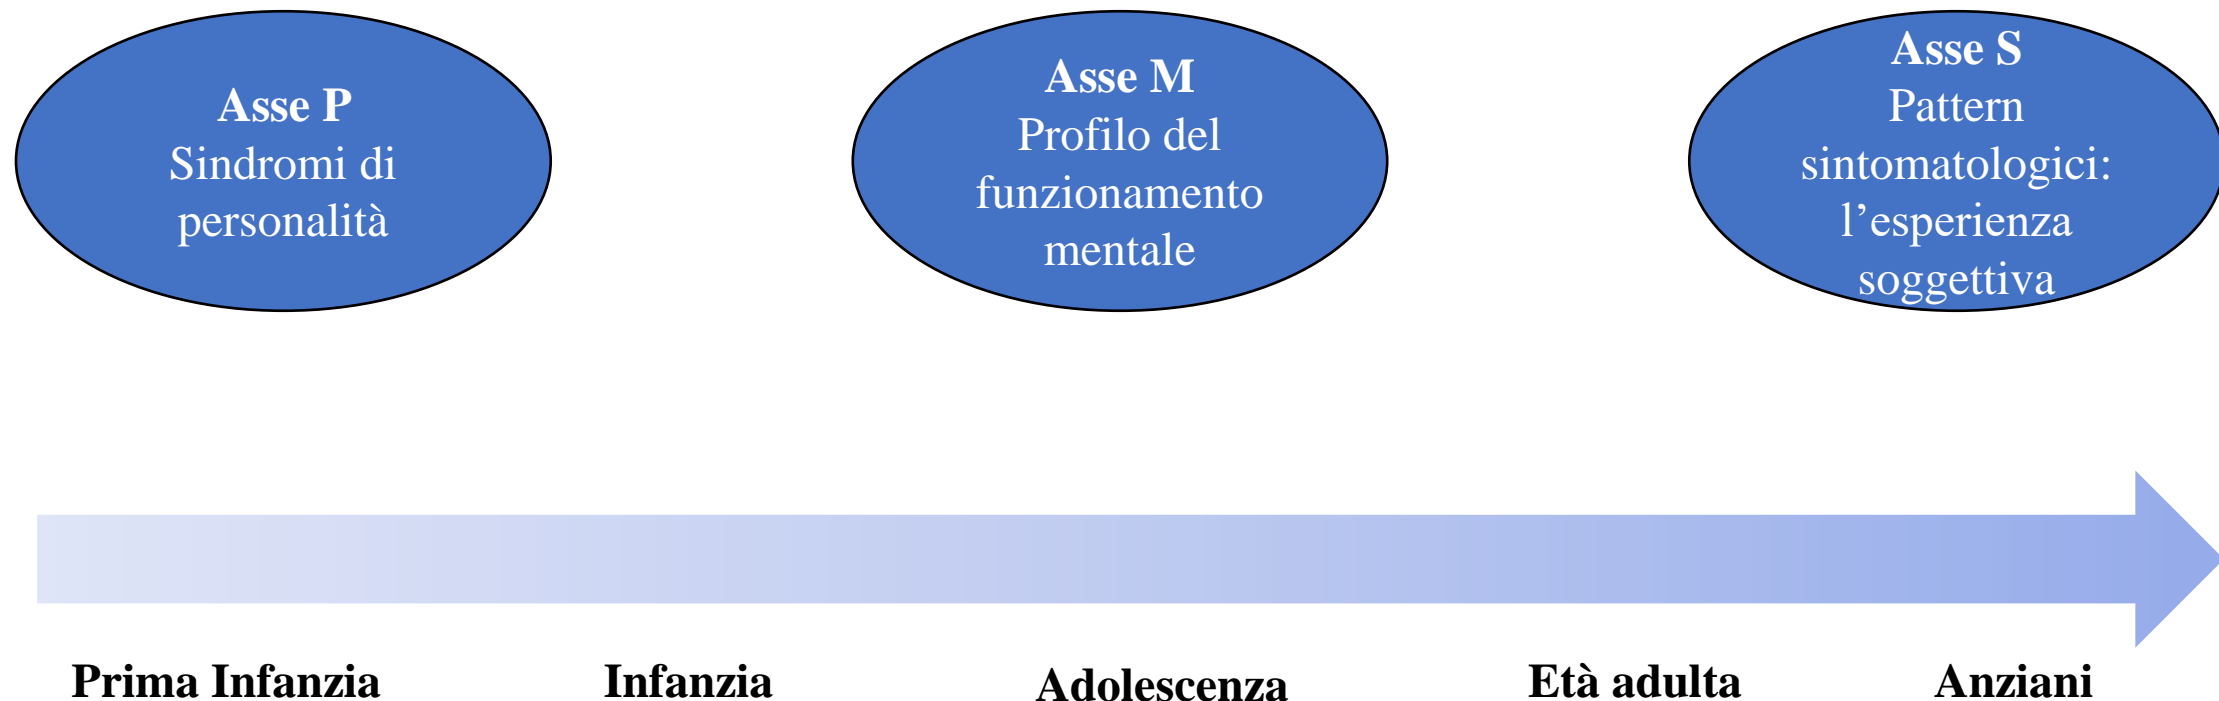 Asse P
Sindromi di
personalità
Asse M
Profilo del
funzionamento
mentale
Asse S
Pattern
sintomatologici:
l’esperienza
soggettiva
Prima Infanzia
Infanzia
Adolescenza
Età adulta
Anziani